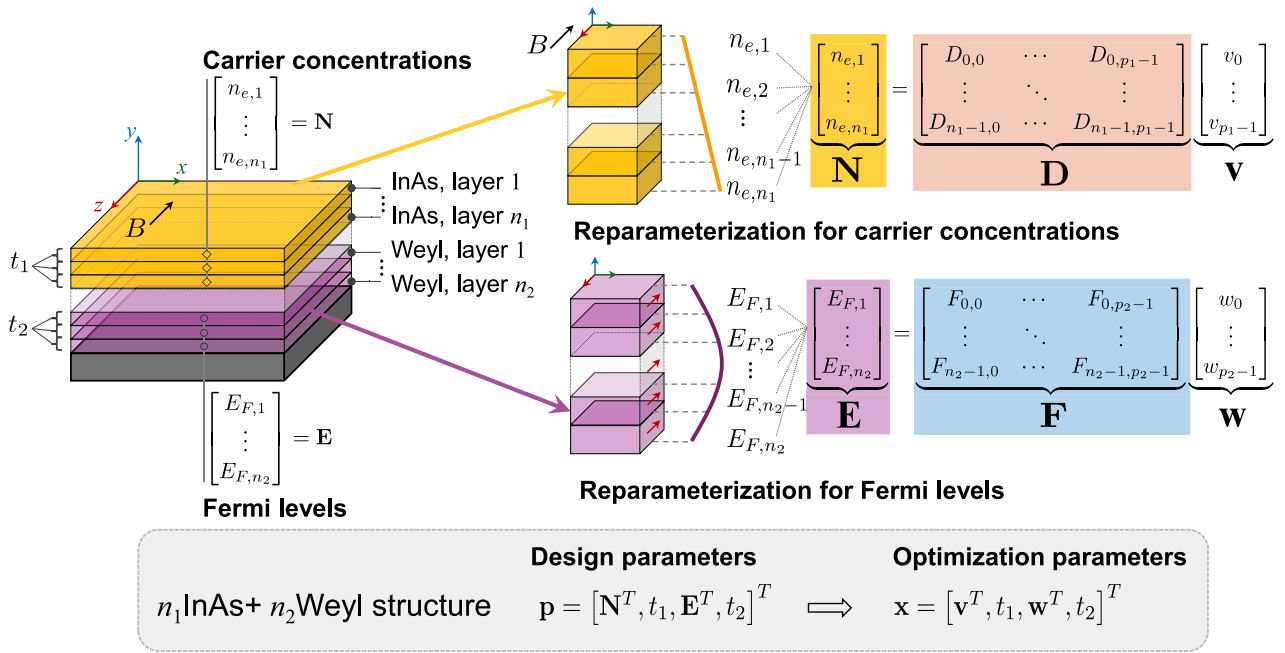 Carrier concentrations
n_{e,1}
⋮
n_{e,n_1}
= N
y
x
z
B
InAs, layer 1
⋮
InAs, layer n_1
Weyl, layer 1
⋮
Weyl, layer n_2
t_1
t_2
E_{F,1}
⋮
E_{F,n_2}
= E
Fermi levels
B
n_{e,1}
n_{e,2}
⋮
n_{e,n_1-1}
n_{e,n_1}
n_{e,1} = D_{0,0} ⋯ D_{0,p_1-1} v_0
⋮ ⋮ ⋱ ⋮ ⋮
n_{e,n_1} D_{n_1-1,0} ⋯ D_{n_1-1,p_1-1} v_{p_1-1}
N D v
Reparameterization for carrier concentrations
E_{F,1}
E_{F,2}
⋮
E_{F,n_2-1}
E_{F,n_2}
E_{F,1} = F_{0,0} ⋯ F_{0,p_2-1} w_0
⋮ ⋮ ⋱ ⋮ ⋮
E_{F,n_2} F_{n_2-1,0} ⋯ F_{n_2-1,p_2-1} w_{p_2-1}
E F w
Reparameterization for Fermi levels
Design parameters
Optimization parameters
n_1InAs+ n_2Weyl structure
p = [N^T, t_1, E^T, t_2]^T ⟹ x = [v^T, t_1, w^T, t_2]^T